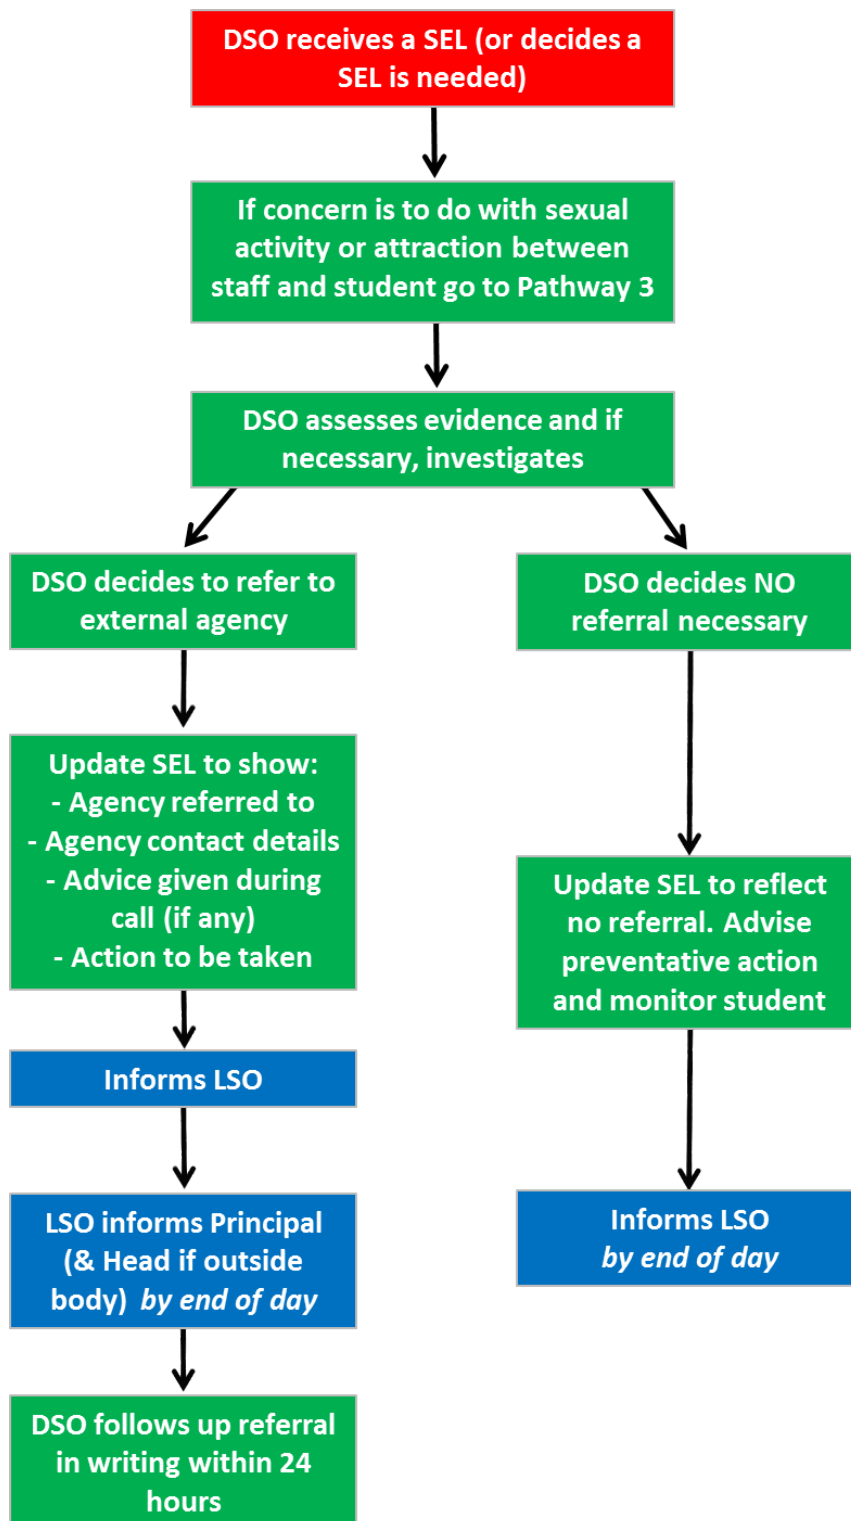 DSO receives a SEL (or decides a
SEL is needed)
If concern is to do with sexual
activity or attraction between
staff and student go to Pathway 3
DSO assesses evidence and if
necessary, investigates
DSO decides to refer to
external agency
DSO decides NO
referral necessary
Update SEL to show:
- Agency referred to
- Agency contact details
- Advice given during
call (if any)
- Action to be taken
Update SEL to reflect
no referral. Advise
preventative action
and monitor student
Informs LSO
LSO informs Principal
(& Head if outside
body) by end of day
Informs LSO
by end of day
DSO follows up referral
in writing within 24
hours